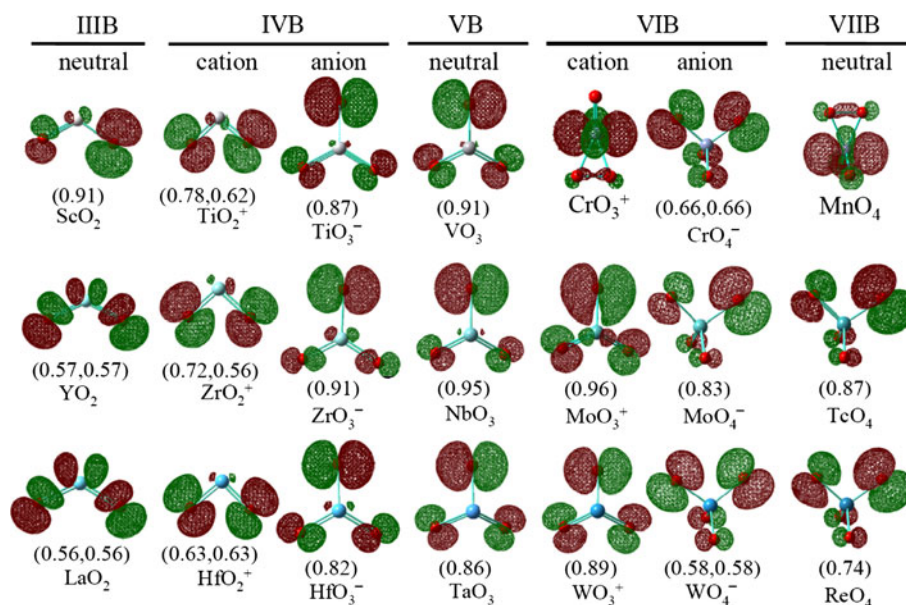 IIIB IVB VB VIB VIIB
neutral cation anion neutral cation anion neutral
(0.91) (0.78,0.62) (0.87) (0.91) CrO₃⁺ (0.66,0.66) MnO₄
ScO₂ TiO₂⁺ TiO₃⁻ VO₃ CrO₄⁻
(0.57,0.57) (0.72,0.56) (0.91) (0.95) (0.96) (0.83) (0.87)
YO₂ ZrO₂⁺ ZrO₃⁻ NbO₃ MoO₃⁺ MoO₄⁻ TcO₄
(0.56,0.56) (0.63,0.63) (0.82) (0.86) (0.89) (0.58,0.58) (0.74)
LaO₂ HfO₂⁺ HfO₃⁻ TaO₃ WO₃⁺ WO₄⁻ ReO₄